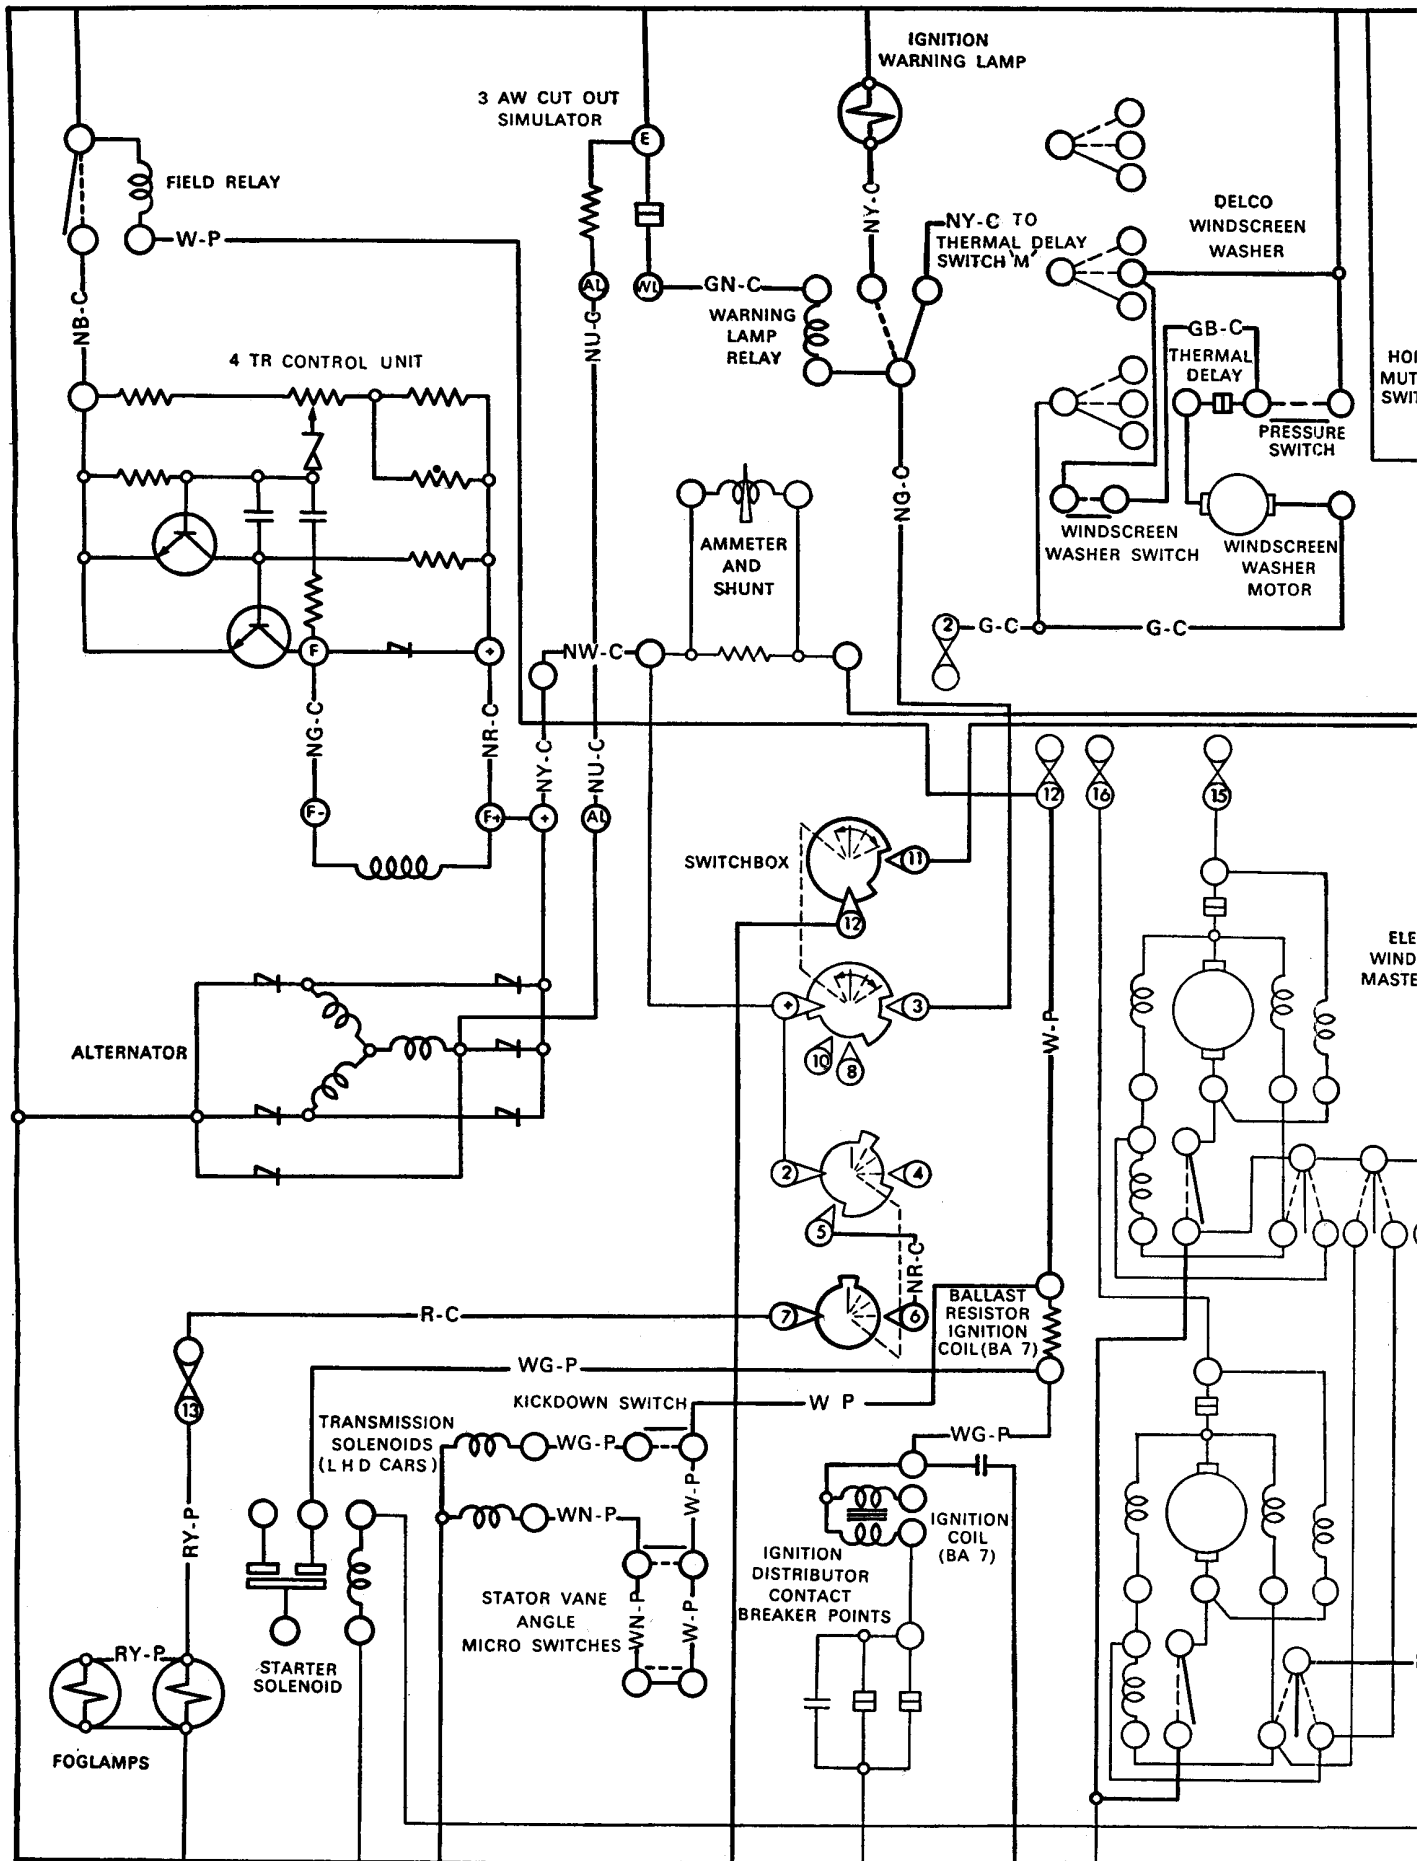 IGNITION
WARNING LAMP
3 AW CUT OUT
SIMULATOR
E
FIELD RELAY
W-P
NY-C
NY-C TO
THERMAL DELAY
SWITCH 'M'
DELCO
WINDSCREEN
WASHER
NB-C
AL
WL
GN-C
WARNING
LAMP
RELAY
NU-C
4 TR CONTROL UNIT
GB-C
THERMAL
DELAY
PRESSURE
SWITCH
NG-C
AMMETER
AND
SHUNT
WINDSCREEN
WASHER SWITCH
WINDSCREEN
WASHER
MOTOR
2
G-C
G-C
F
+
NW-C
NG-C
NR-C
NY-C
NU-C
F-
F+
+
AL
12
16
15
SWITCHBOX
11
12
+
3
10
8
W-P
ALTERNATOR
2
4
5
NR-C
R-C
7
6
BALLAST
RESISTOR
IGNITION
COIL (BA 7)
WG-P
13
KICKDOWN SWITCH
W P
TRANSMISSION
SOLENOIDS
(L H D CARS)
WG-P
WG-P
W-P
RY-P
WN-P
IGNITION
COIL
(BA 7)
IGNITION
DISTRIBUTOR
CONTACT
BREAKER POINTS
STATOR VANE
ANGLE
MICRO SWITCHES
WN-P
W-P
RY-P
STARTER
SOLENOID
FOGLAMPS